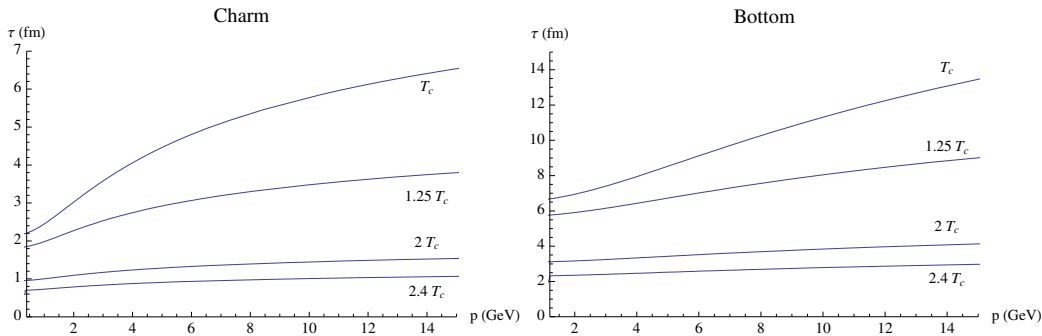 Charm
τ (fm)
7
6
5
4
3
2
1
0
2 4 6 8 10 12 14 p (GeV)
T_c
1.25 T_c
2 T_c
2.4 T_c
Bottom
τ (fm)
14
12
10
8
6
4
2
0
2 4 6 8 10 12 14 p (GeV)
T_c
1.25 T_c
2 T_c
2.4 T_c